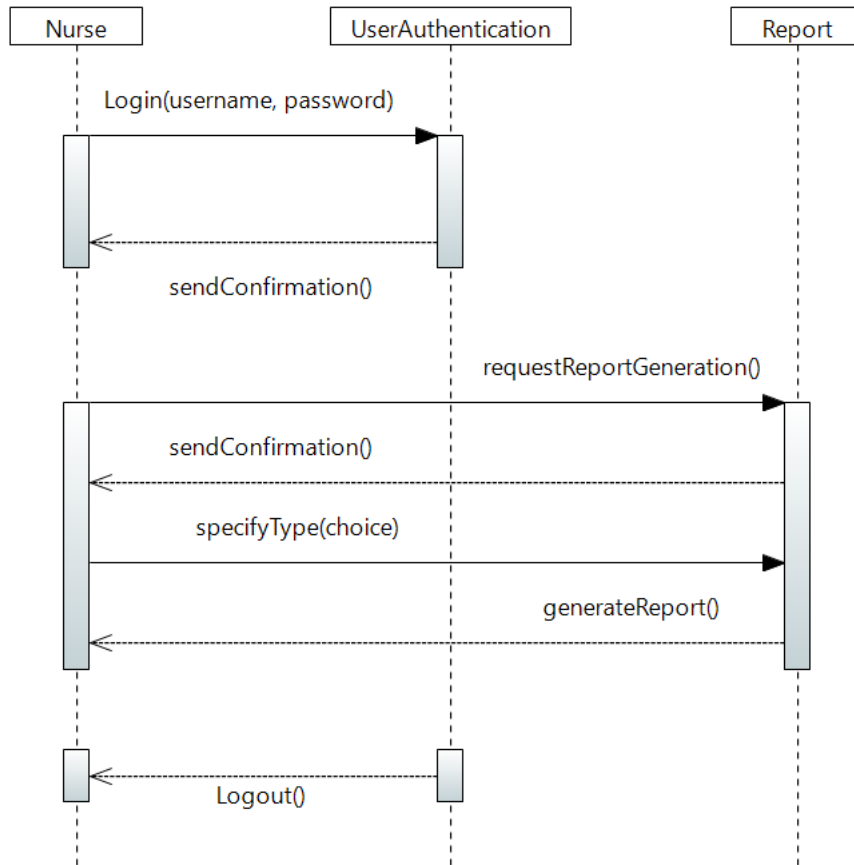 Nurse
UserAuthentication
Report
Login(username, password)
sendConfirmation()
requestReportGeneration()
sendConfirmation()
specifyType(choice)
generateReport()
Logout()